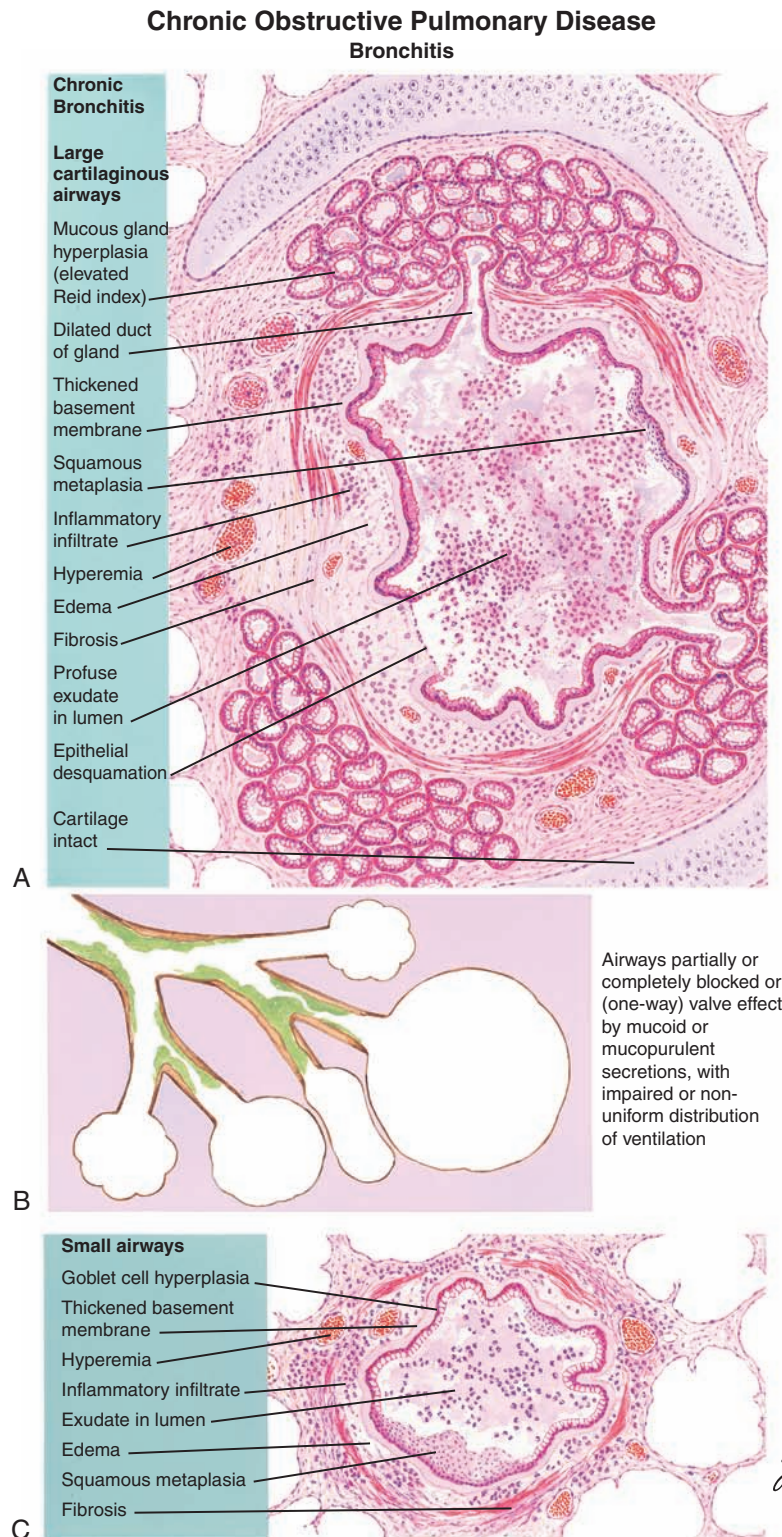 Chronic Obstructive Pulmonary Disease
Bronchitis
Chronic
Bronchitis
Large
cartilaginous
airways
Mucous gland
hyperplasia
(elevated
Reid index)
Dilated duct
of gland
Thickened
basement
membrane
Squamous
metaplasia
Inflammatory
infiltrate
Hyperemia
Edema
Fibrosis
Profuse
exudate
in lumen
Epithelial
desquamation
Cartilage
intact
A
Airways partially or
completely blocked or
(one-way) valve effect
by mucoid or
mucopurulent
secretions, with
impaired or non-
uniform distribution
of ventilation
B
Small airways
Goblet cell hyperplasia
Thickened basement
membrane
Hyperemia
Inflammatory infiltrate
Exudate in lumen
Edema
Squamous metaplasia
Fibrosis
C